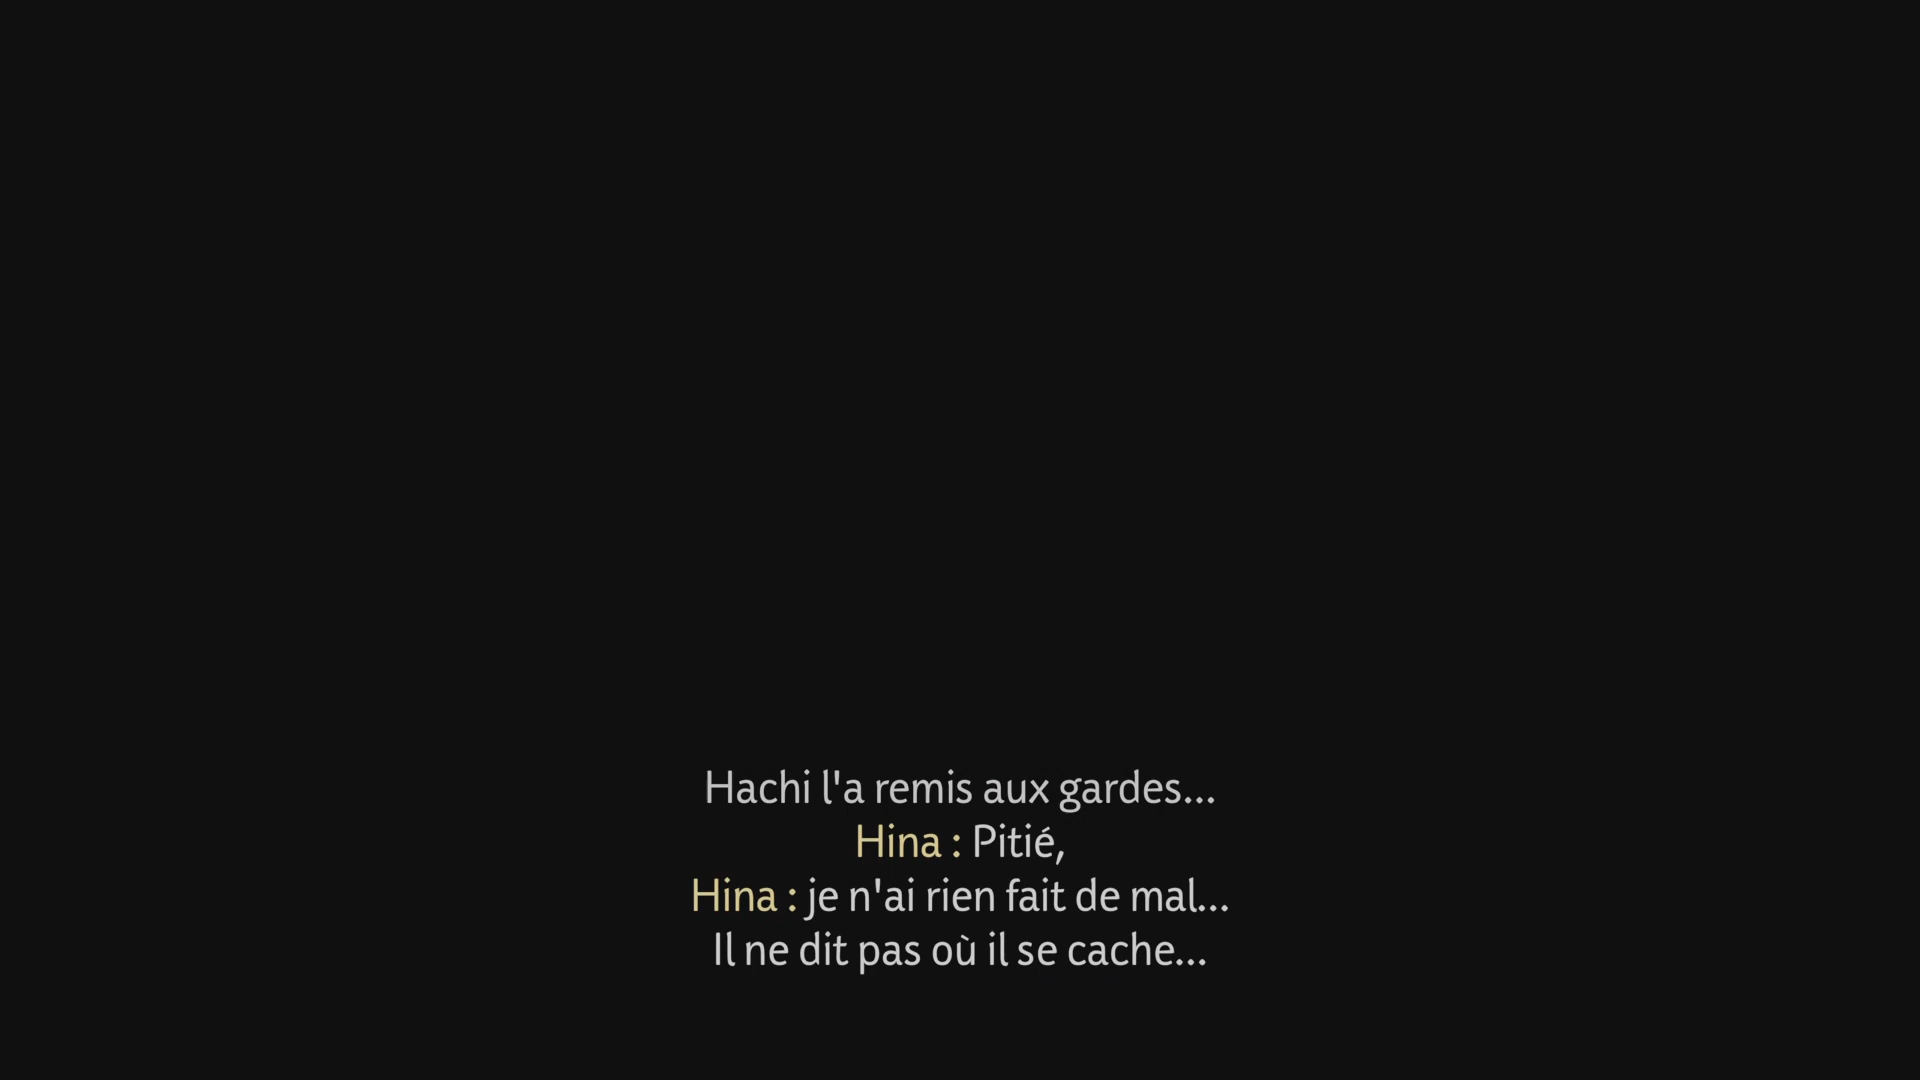 Hachi l'a remis aux gardes...
Hina : Pitié,
Hina : je n'ai rien fait de mal...
Il ne dit pas où il se cache...